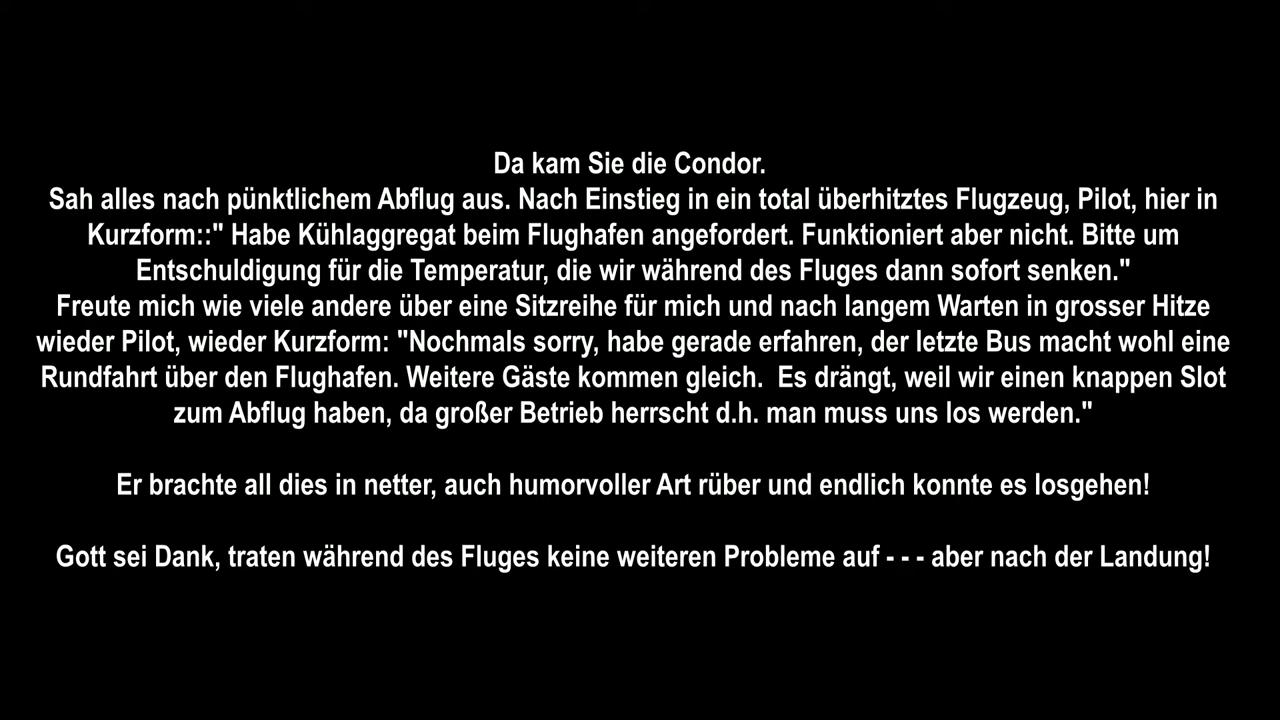 Da kam Sie die Condor.
Sah alles nach pünktlichem Abflug aus. Nach Einstieg in ein total überhitztes Flugzeug, Pilot, hier in
Kurzform::" Habe Kühlaggregat beim Flughafen angefordert. Funktioniert aber nicht. Bitte um
Entschuldigung für die Temperatur, die wir während des Fluges dann sofort senken."
Freute mich wie viele andere über eine Sitzreihe für mich und nach langem Warten in grosser Hitze
wieder Pilot, wieder Kurzform: "Nochmals sorry, habe gerade erfahren, der letzte Bus macht wohl eine
Rundfahrt über den Flughafen. Weitere Gäste kommen gleich.  Es drängt, weil wir einen knappen Slot
zum Abflug haben, da großer Betrieb herrscht d.h. man muss uns los werden."
Er brachte all dies in netter, auch humorvoller Art rüber und endlich konnte es losgehen!
Gott sei Dank, traten während des Fluges keine weiteren Probleme auf - - - aber nach der Landung!